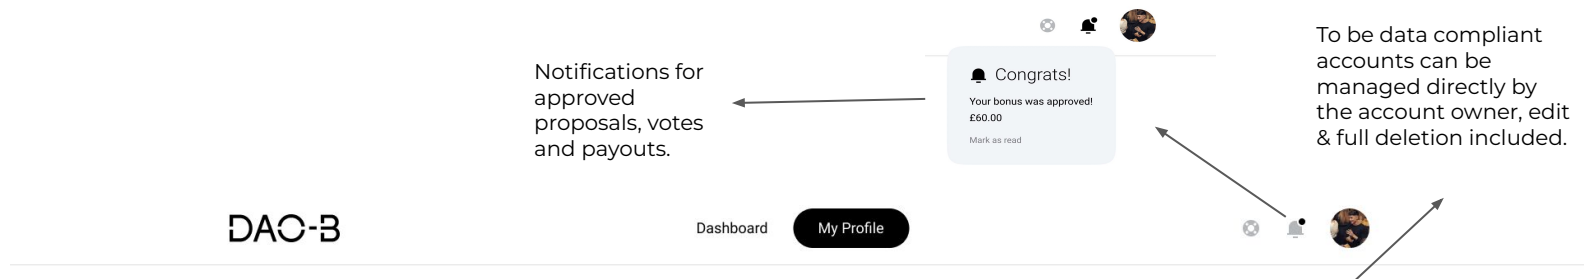 Notifications for
approved
proposals, votes
and payouts.
Congrats!
Your bonus was approved!
£60.00
Mark as read
To be data compliant
accounts can be
managed directly by
the account owner, edit
& full deletion included.
DAO-B
Dashboard
My Profile